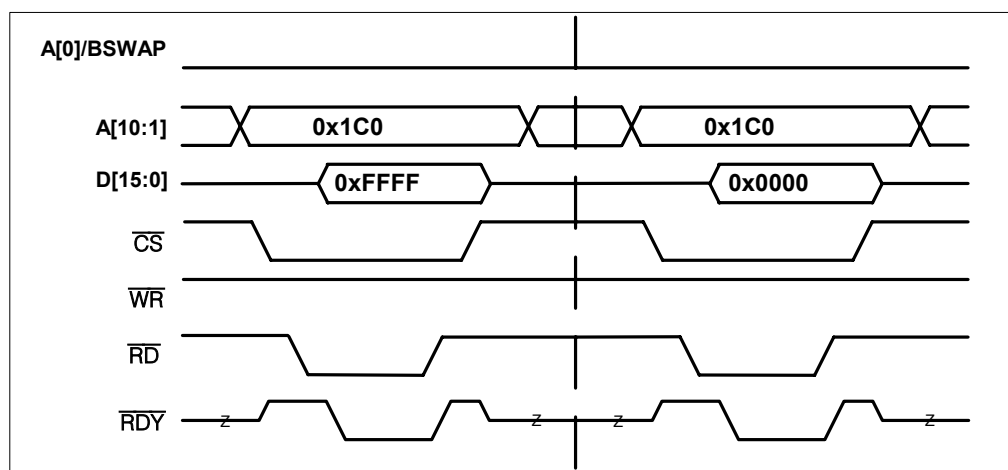 A[0]/BSWAP
A[10:1] 0x1C0 0x1C0
D[15:0] 0xFFFF 0x0000
CS
WR
RD
RDY Z Z Z Z